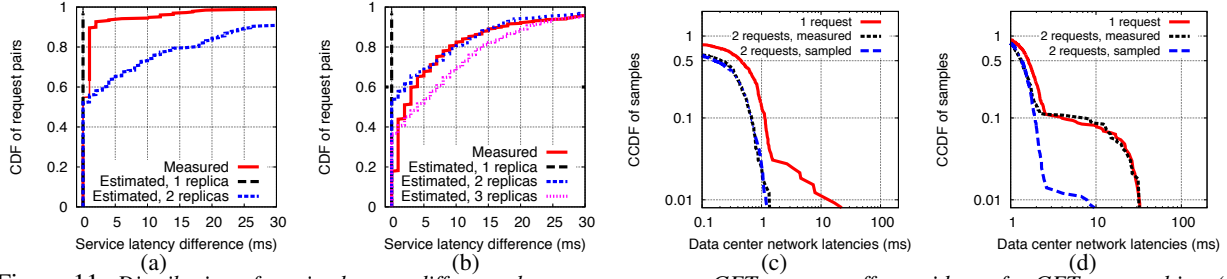 1
0.8
0.6
0.4
0.2
0
CDF of request pairs
Measured
Estimated, 1 replica
Estimated, 2 replicas
0 5 10 15 20 25 30
Service latency difference (ms)
(a)
1
0.8
0.6
0.4
0.2
0
CDF of request pairs
Measured
Estimated, 1 replica
Estimated, 2 replicas
Estimated, 3 replicas
0 5 10 15 20 25 30
Service latency difference (ms)
(b)
1 request
2 requests, measured
2 requests, sampled
1
0.5
0.1
0.01
CCDF of samples
0.1 1 10 100
Data center network latencies (ms)
(c)
1 request
2 requests, measured
2 requests, sampled
1
0.5
0.1
0.01
CCDF of samples
1 10 100
Data center network latencies (ms)
(d)